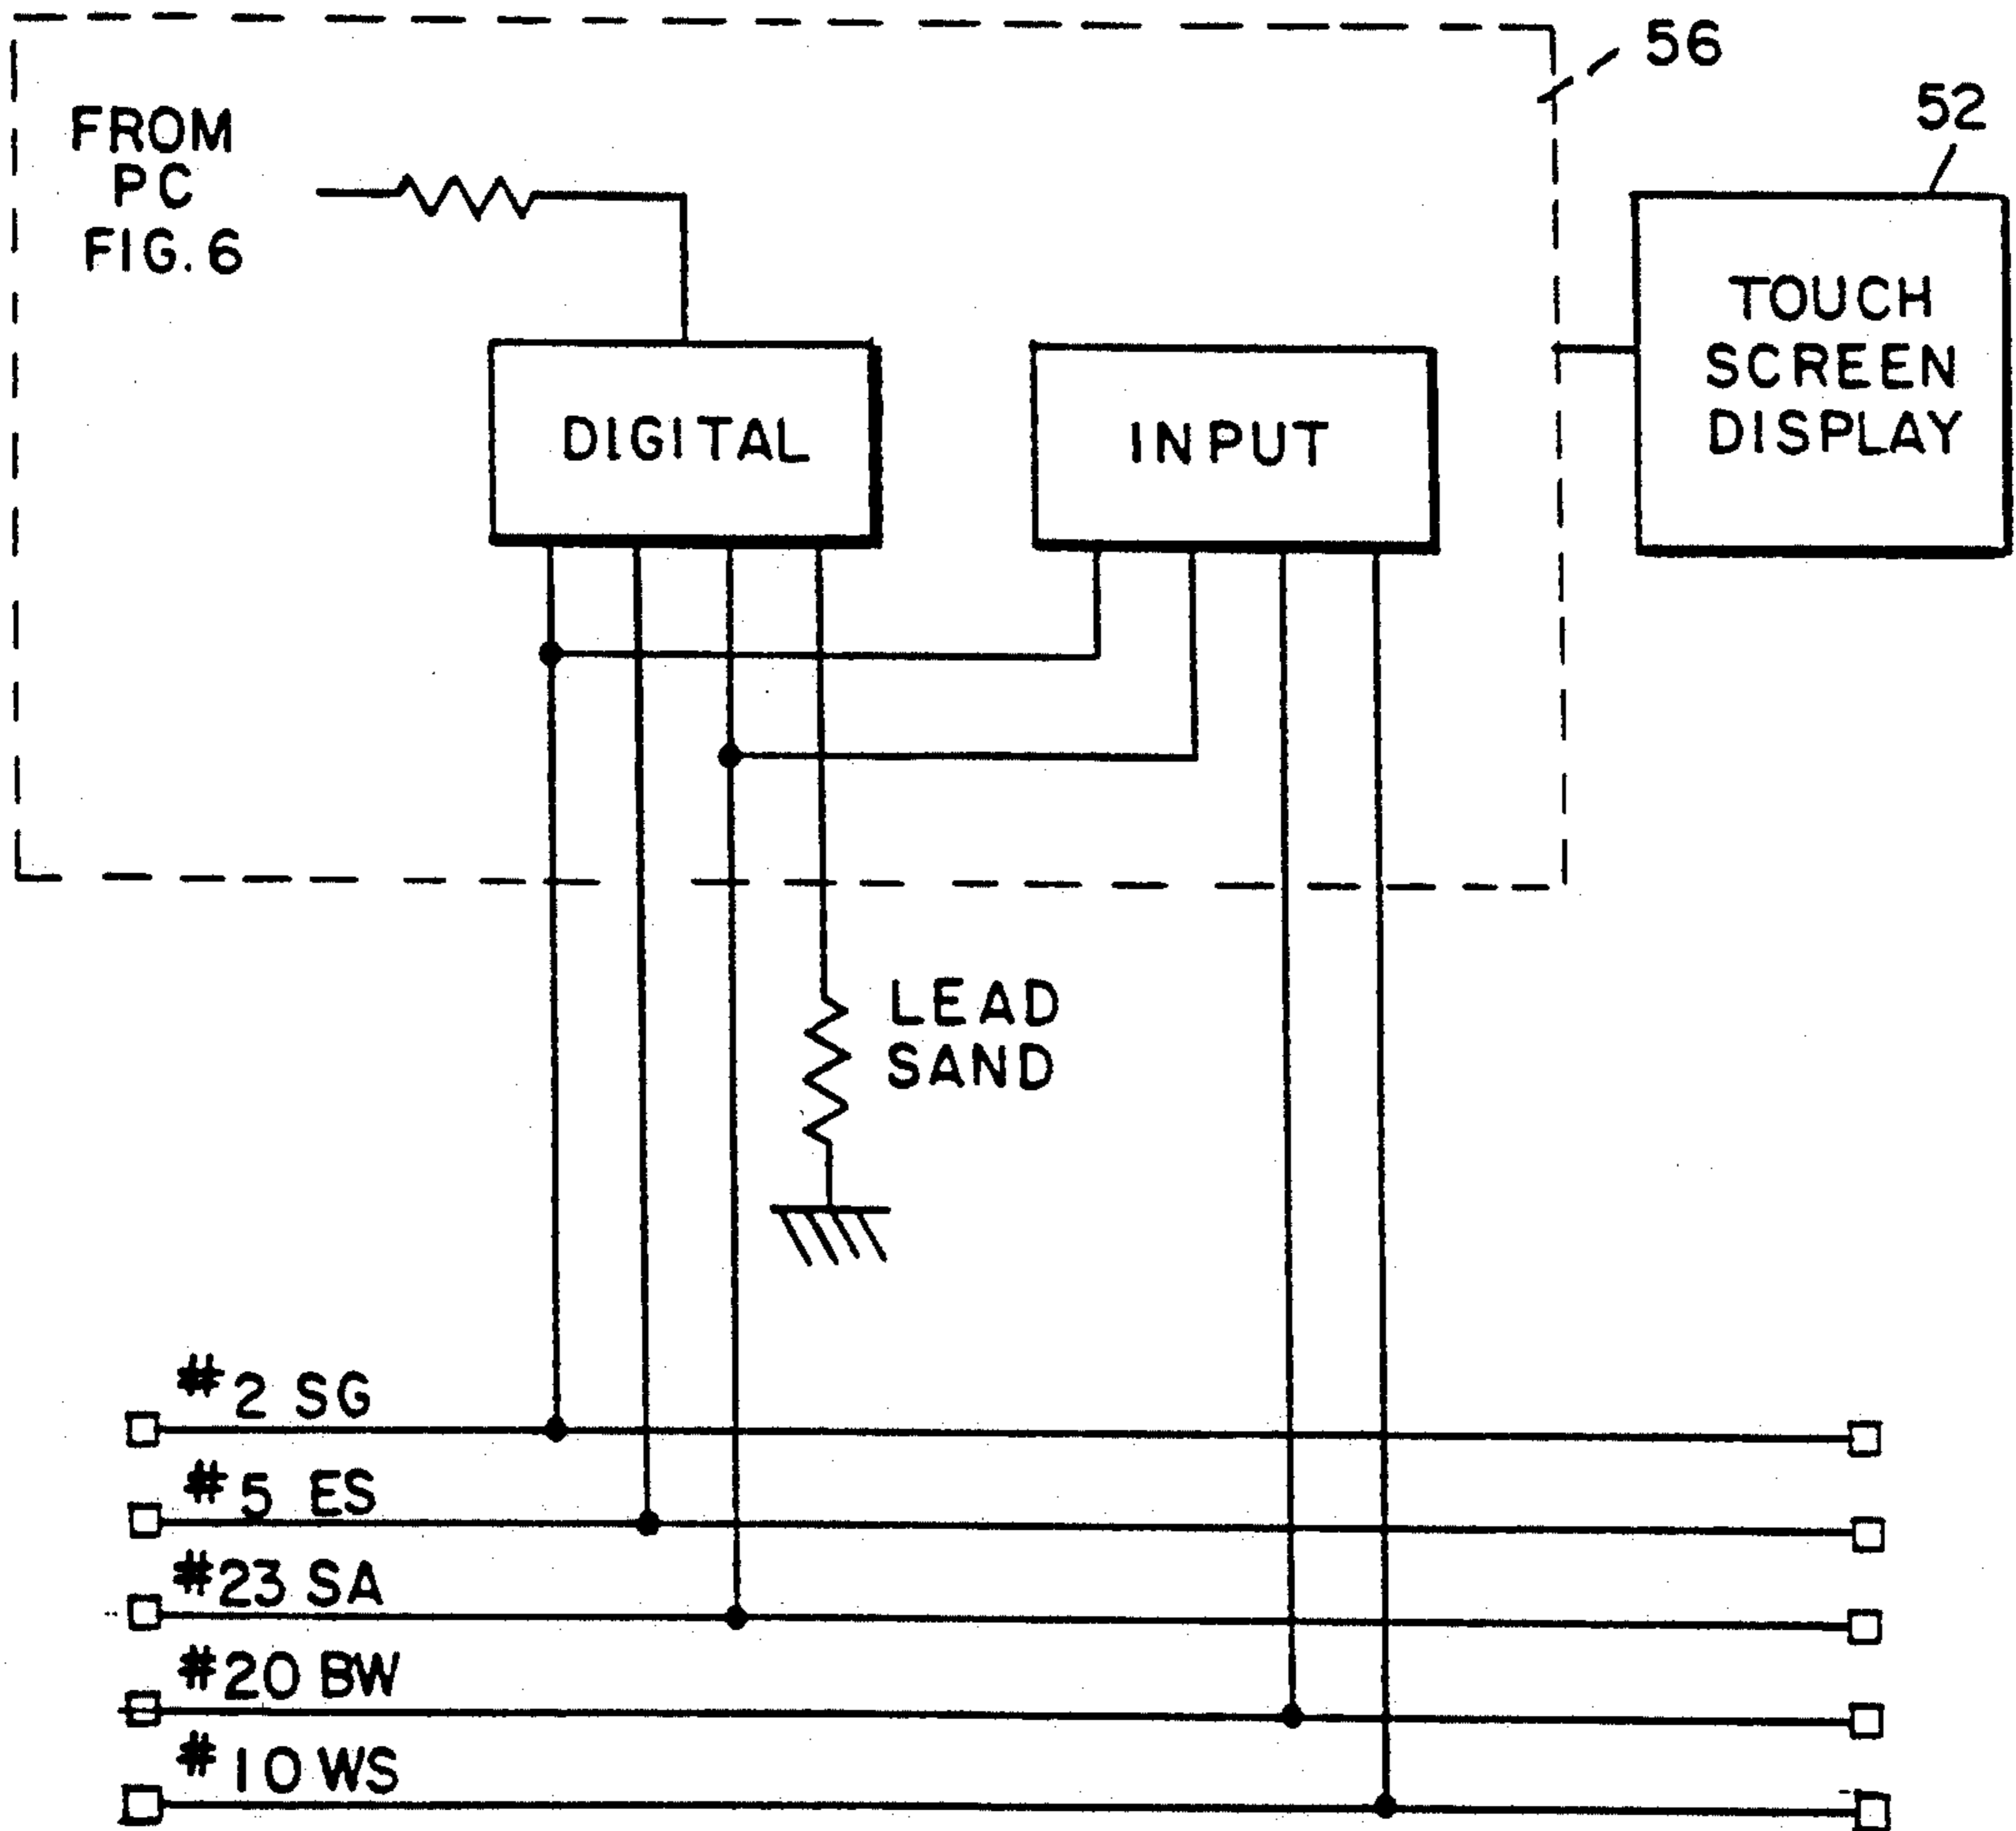 56
52
FROM
PC
FIG. 6
TOUCH
SCREEN
DISPLAY
DIGITAL
INPUT
LEAD
SAND
#2 SG
#5 ES
#23 SA
#20 BW
#10 WS